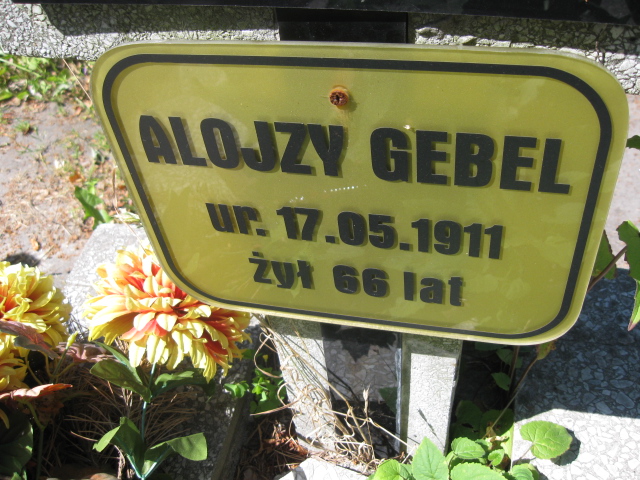 ALOJZY GEBEL
ur. 17.05.1911
żył 66 lat